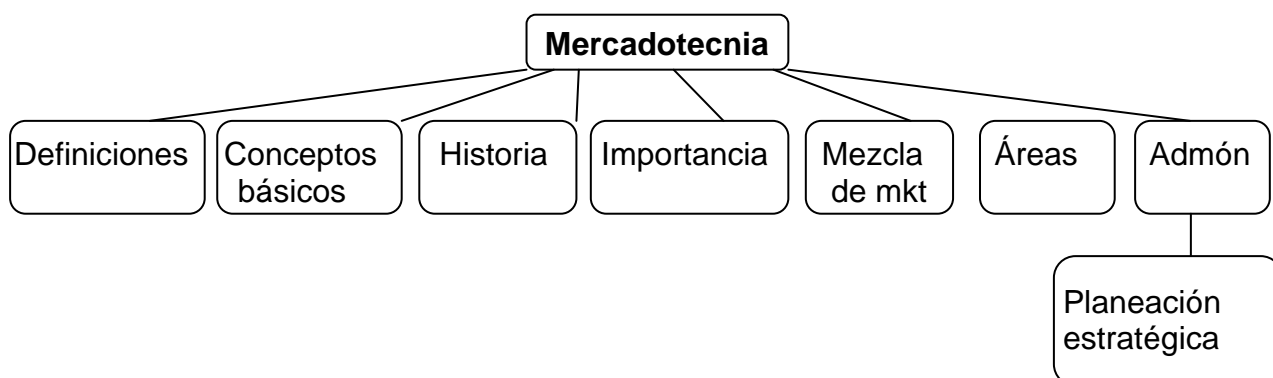 Mercadotecnia
Definiciones
Conceptos
básicos
Historia
Importancia
Mezcla
de mkt
Áreas
Admón
Planeación
estratégica